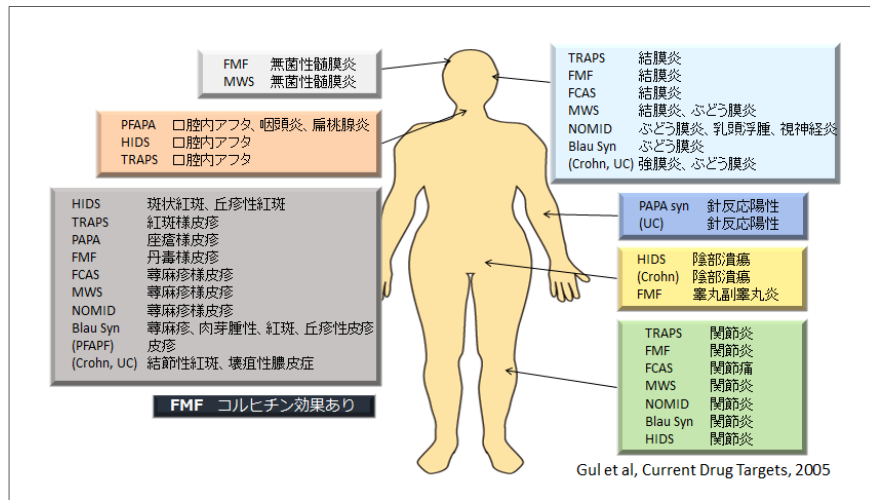 FMF 無菌性髄膜炎
MWS 無菌性髄膜炎
PFAPA 口腔内アフタ、咽頭炎、扁桃腺炎
HIDS 口腔内アフタ
TRAPS 口腔内アフタ
HIDS 斑状紅斑、丘疹性紅斑
TRAPS 紅斑様皮疹
PAPA 座瘡様皮疹
FMF 丹毒様皮疹
FCAS 蕁麻疹様皮疹
MWS 蕁麻疹様皮疹
NOMID 蕁麻疹様皮疹
Blau Syn 蕁麻疹、肉芽腫性、紅斑、丘疹性皮疹
(PFAPF) 皮疹
(Crohn, UC) 結節性紅斑、壊疽性膿皮症
FMF コルヒチン効果あり
TRAPS 結膜炎
FMF 結膜炎
FCAS 結膜炎
MWS 結膜炎、ぶどう膜炎
NOMID ぶどう膜炎、乳頭浮腫、視神経炎
Blau Syn ぶどう膜炎
(Crohn, UC) 強膜炎、ぶどう膜炎
PAPA syn 針反応陽性
(UC) 針反応陽性
HIDS 陰部潰瘍
(Crohn) 陰部潰瘍
FMF 睾丸副睾丸炎
TRAPS 関節炎
FMF 関節炎
FCAS 関節痛
MWS 関節炎
NOMID 関節炎
Blau Syn 関節炎
HIDS 関節炎
Gul et al, Current Drug Targets, 2005